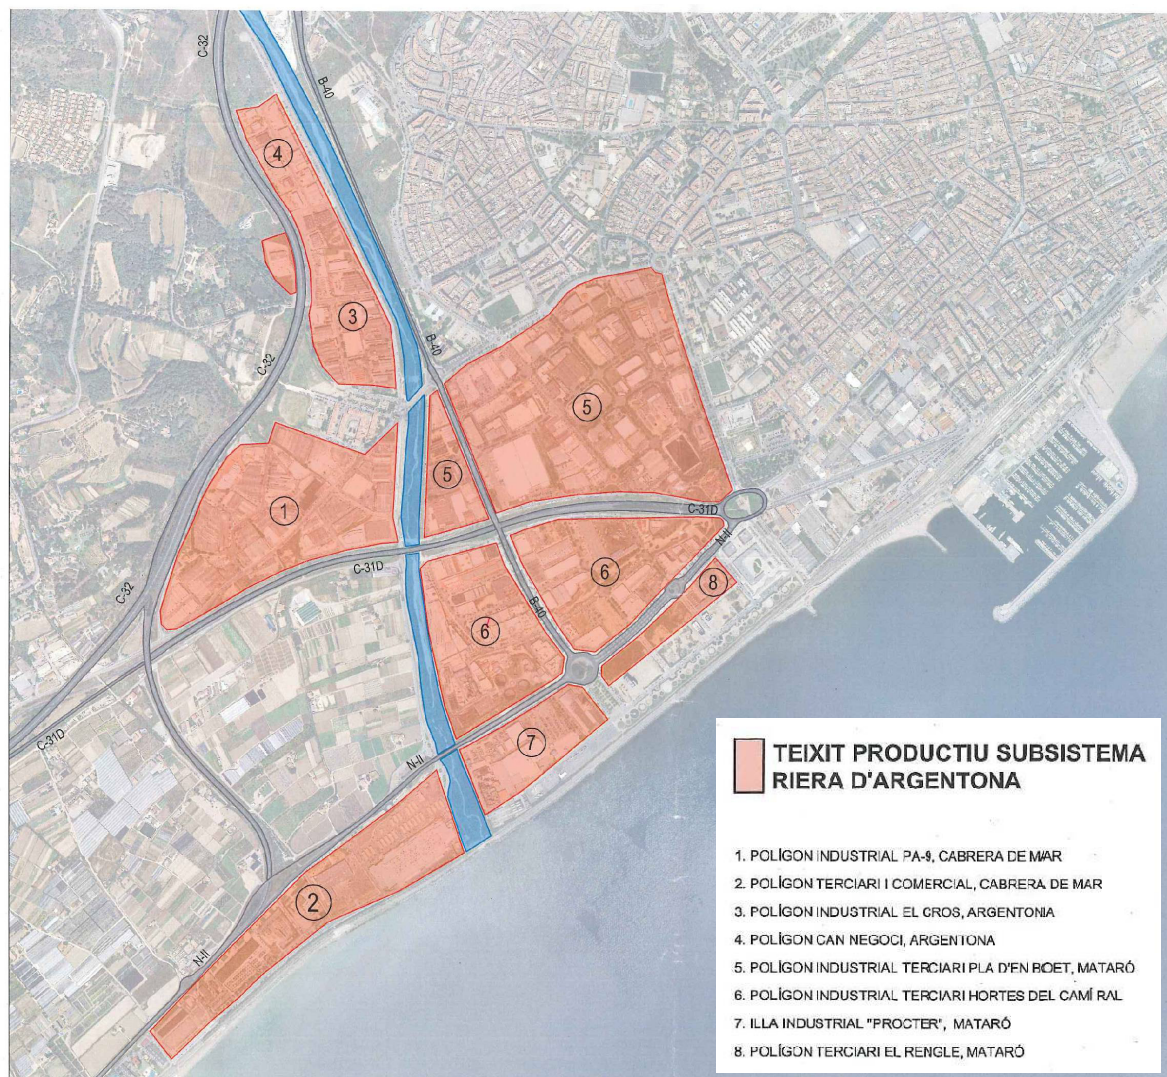 C-32
B-40
4
3
C-32
B-40
5
5
1
C-31D
N-II
C-31D
6
8
C-32
B-40
6
C-31D
7
N-II
2
N-II
TEIXIT PRODUCTIU SUBSISTEMA
RIERA D'ARGENTONA
1. POLÍGON INDUSTRIAL PA-9, CABRERA DE MAR
2. POLÍGON TERCIARI I COMERCIAL, CABRERA DE MAR
3. POLÍGON INDUSTRIAL EL CROS, ARGENTONA
4. POLÍGON CAN NEGOCI, ARGENTONA
5. POLÍGON INDUSTRIAL TERCIARI PLA D'EN BOET, MATARÓ
6. POLÍGON INDUSTRIAL TERCIARI HORTES DEL CAMÍ RAL
7. ILLA INDUSTRIAL "PROCTER", MATARÓ
8. POLÍGON TERCIARI EL RENGLE, MATARÓ